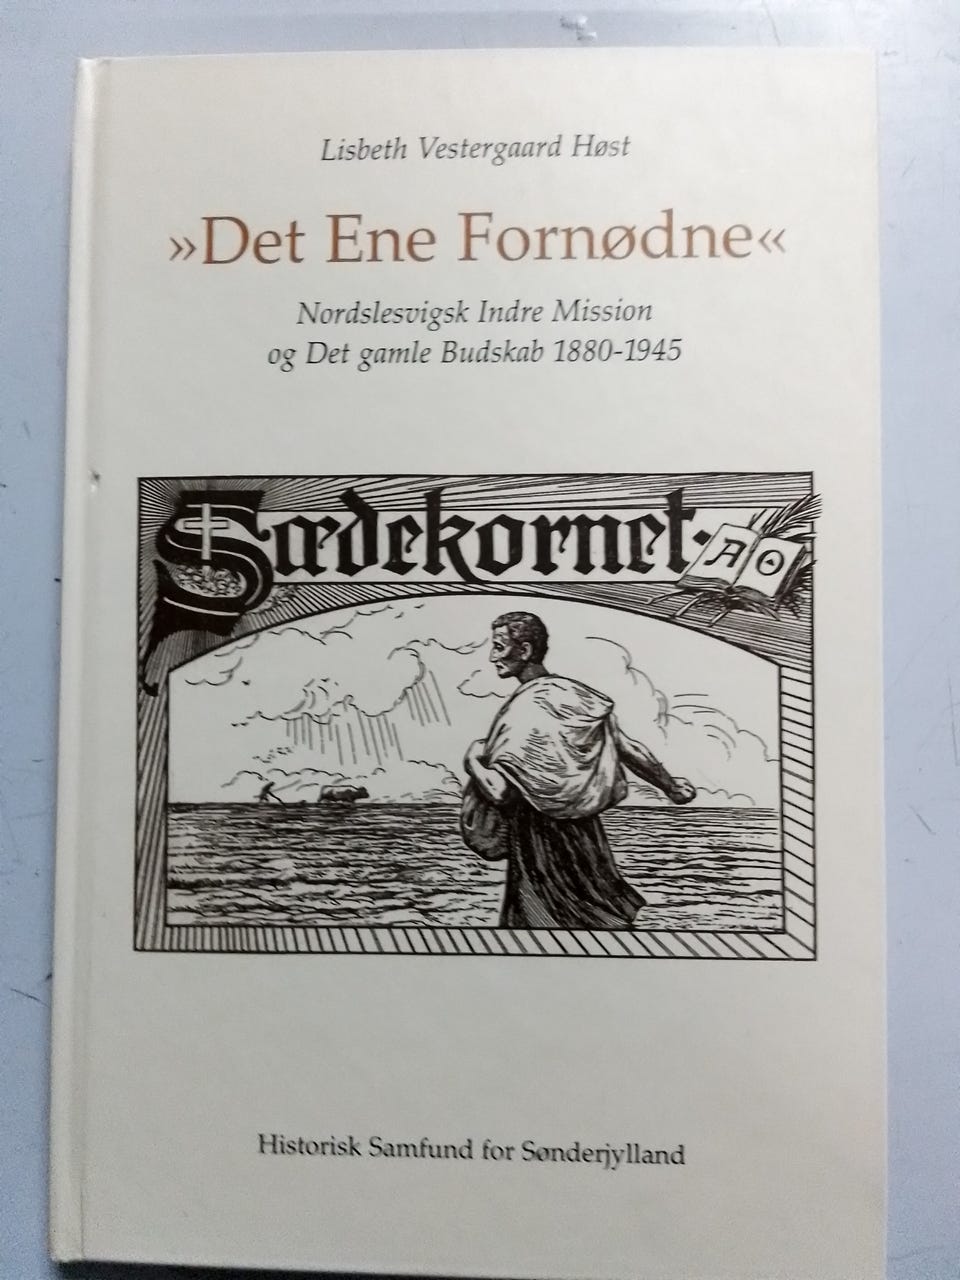 Lisbeth Vestergaard Høst
»Det Ene Fornødne«
Nordslesvigsk Indre Mission
og Det gamle Budskab 1880-1945
Sædekornet·
A Θ
Historisk Samfund for Sønderjylland